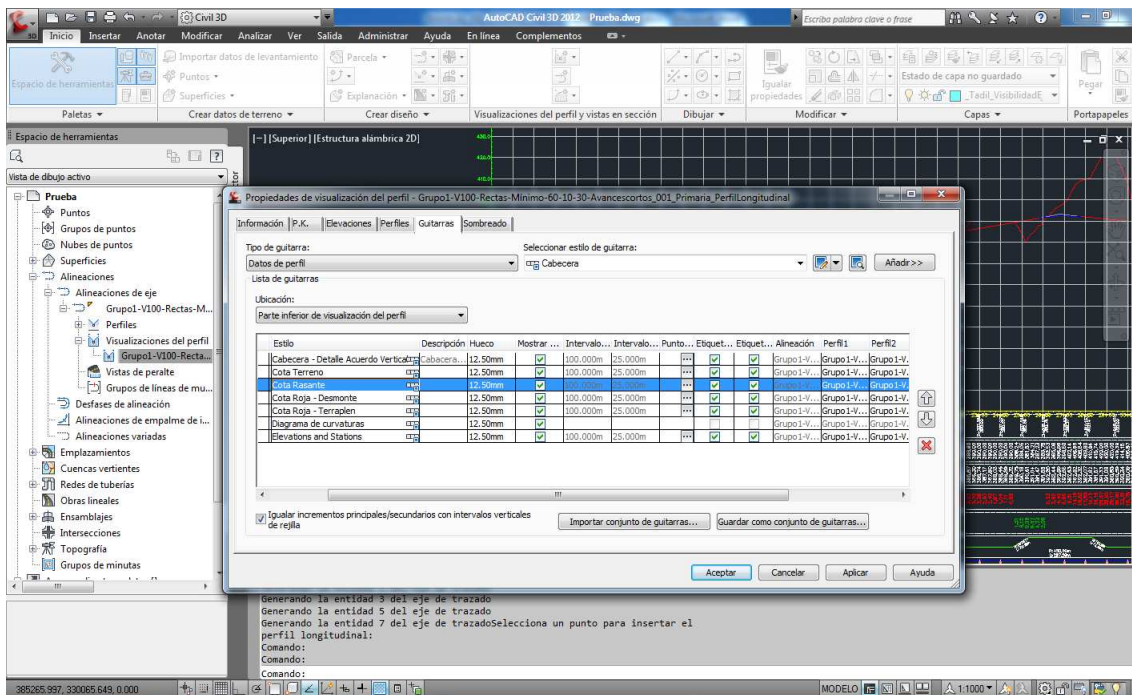 Civil 3D
AutoCAD Civil 3D 2012 Prueba.dwg
Escriba palabra clave o frase
30
Inicio Insertar Anotar Modificar Analizar Ver Salida Administrar Ayuda En línea Complementos
Espacio de herramientas
Importar datos de levantamiento
Puntos
Superficies
Parcela
Explanación
Igualar propiedades
Estado de capa no guardado
_Tadil_VisibilidadE
Pegar
Paletas
Crear datos de terreno
Crear diseño
Visualizaciones del perfil y vistas en sección
Dibujar
Modificar
Capas
Portapapeles
Espacio de herramientas
Vista de dibujo activo
Prueba
Puntos
Grupos de puntos
Nubes de puntos
Superficies
Alineaciones
Alineaciones de eje
Grupo1-V100-Rectas-M...
Perfiles
Visualizaciones del perfil
Grupo1-V100-Recta...
Vistas de peralte
Grupos de líneas de mu...
Desfases de alineación
Alineaciones de empalme de i...
Alineaciones variadas
Emplazamientos
Cuencas vertientes
Redes de tuberías
Obras lineales
Ensamblajes
Intersecciones
Topografía
Grupos de minutas
[−] [Superior] [Estructura alámbrica 2D]
Propiedades de visualización del perfil - Grupo1-V100-Rectas-Mínimo-60-10-30-Avancescortos_001_Primaria_PerfilLongitudinal
Información P.K. Elevaciones Perfiles Guitarras Sombreado
Tipo de guitarra:
Datos de perfil
Seleccionar estilo de guitarra:
Cabecera
Añadir>>
Lista de guitarras
Ubicación:
Parte inferior de visualización del perfil
Estilo Descripción Hueco Mostrar ... Intervalo... Intervalo... Punto... Etiquet... Etiquet... Alineación Perfil1 Perfil2
Cabecera - Detalle Acuerdo Vertical Cabacera... 12.50mm 100.000m 25.000m ... Grupo1-V... Grupo1-V... Grupo1-V.
Cota Terreno 12.50mm 100.000m 25.000m ... Grupo1-V... Grupo1-V... Grupo1-V.
Cota Rasante 12.50mm 100.000m 25.000m ... Grupo1-V... Grupo1-V... Grupo1-V.
Cota Roja - Desmonte 12.50mm 100.000m 25.000m ... Grupo1-V... Grupo1-V... Grupo1-V.
Cota Roja - Terraplen 12.50mm 100.000m 25.000m ... Grupo1-V... Grupo1-V... Grupo1-V.
Diagrama de curvaturas 12.50mm Grupo1-V... Grupo1-V... Grupo1-V.
Elevations and Stations 12.50mm 100.000m 25.000m ... Grupo1-V... Grupo1-V... Grupo1-V.
Igualar incrementos principales/secundarios con intervalos verticales
de rejilla
Importar conjunto de guitarras...
Guardar como conjunto de guitarras...
Aceptar Cancelar Aplicar Ayuda
Generando la entidad 3 del eje de trazado
Generando la entidad 5 del eje de trazado
Generando la entidad 7 del eje de trazadoSelecciona un punto para insertar el
perfil longitudinal:
Comando:
Comando:
Comando:
385265.997, 330065.649, 0.000
MODELO
1:1000